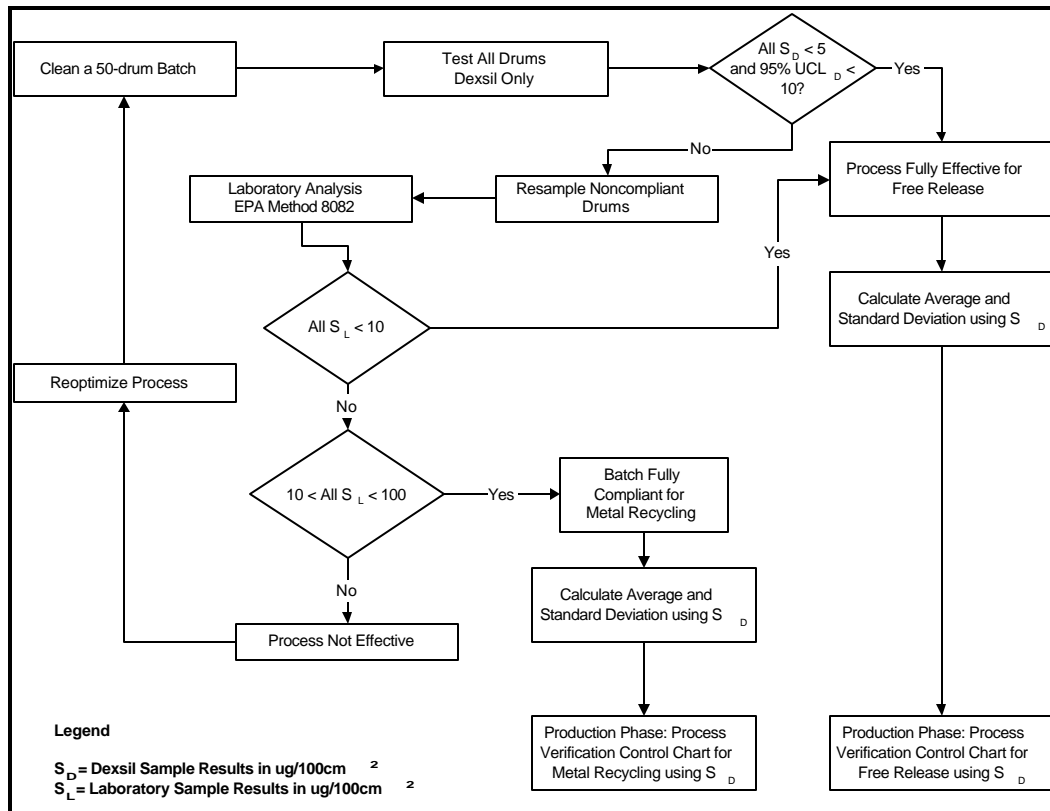 Clean a 50-drum Batch
Test All Drums
Dexsil Only
All S D < 5
and 95% UCL D <
10?
Yes
No
Process Fully Effective for
Free Release
Laboratory Analysis
EPA Method 8082
Resample Noncompliant
Drums
Yes
Calculate Average and
Standard Deviation using S D
All S L < 10
Reoptimize Process
No
10 < All S L < 100
Yes
Batch Fully
Compliant for
Metal Recycling
No
Calculate Average and
Standard Deviation using S D
Process Not Effective
Production Phase: Process
Verification Control Chart for
Metal Recycling using S D
Production Phase: Process
Verification Control Chart for
Free Release using S D
Legend
S D = Dexsil Sample Results in ug/100cm ²
S L = Laboratory Sample Results in ug/100cm ²